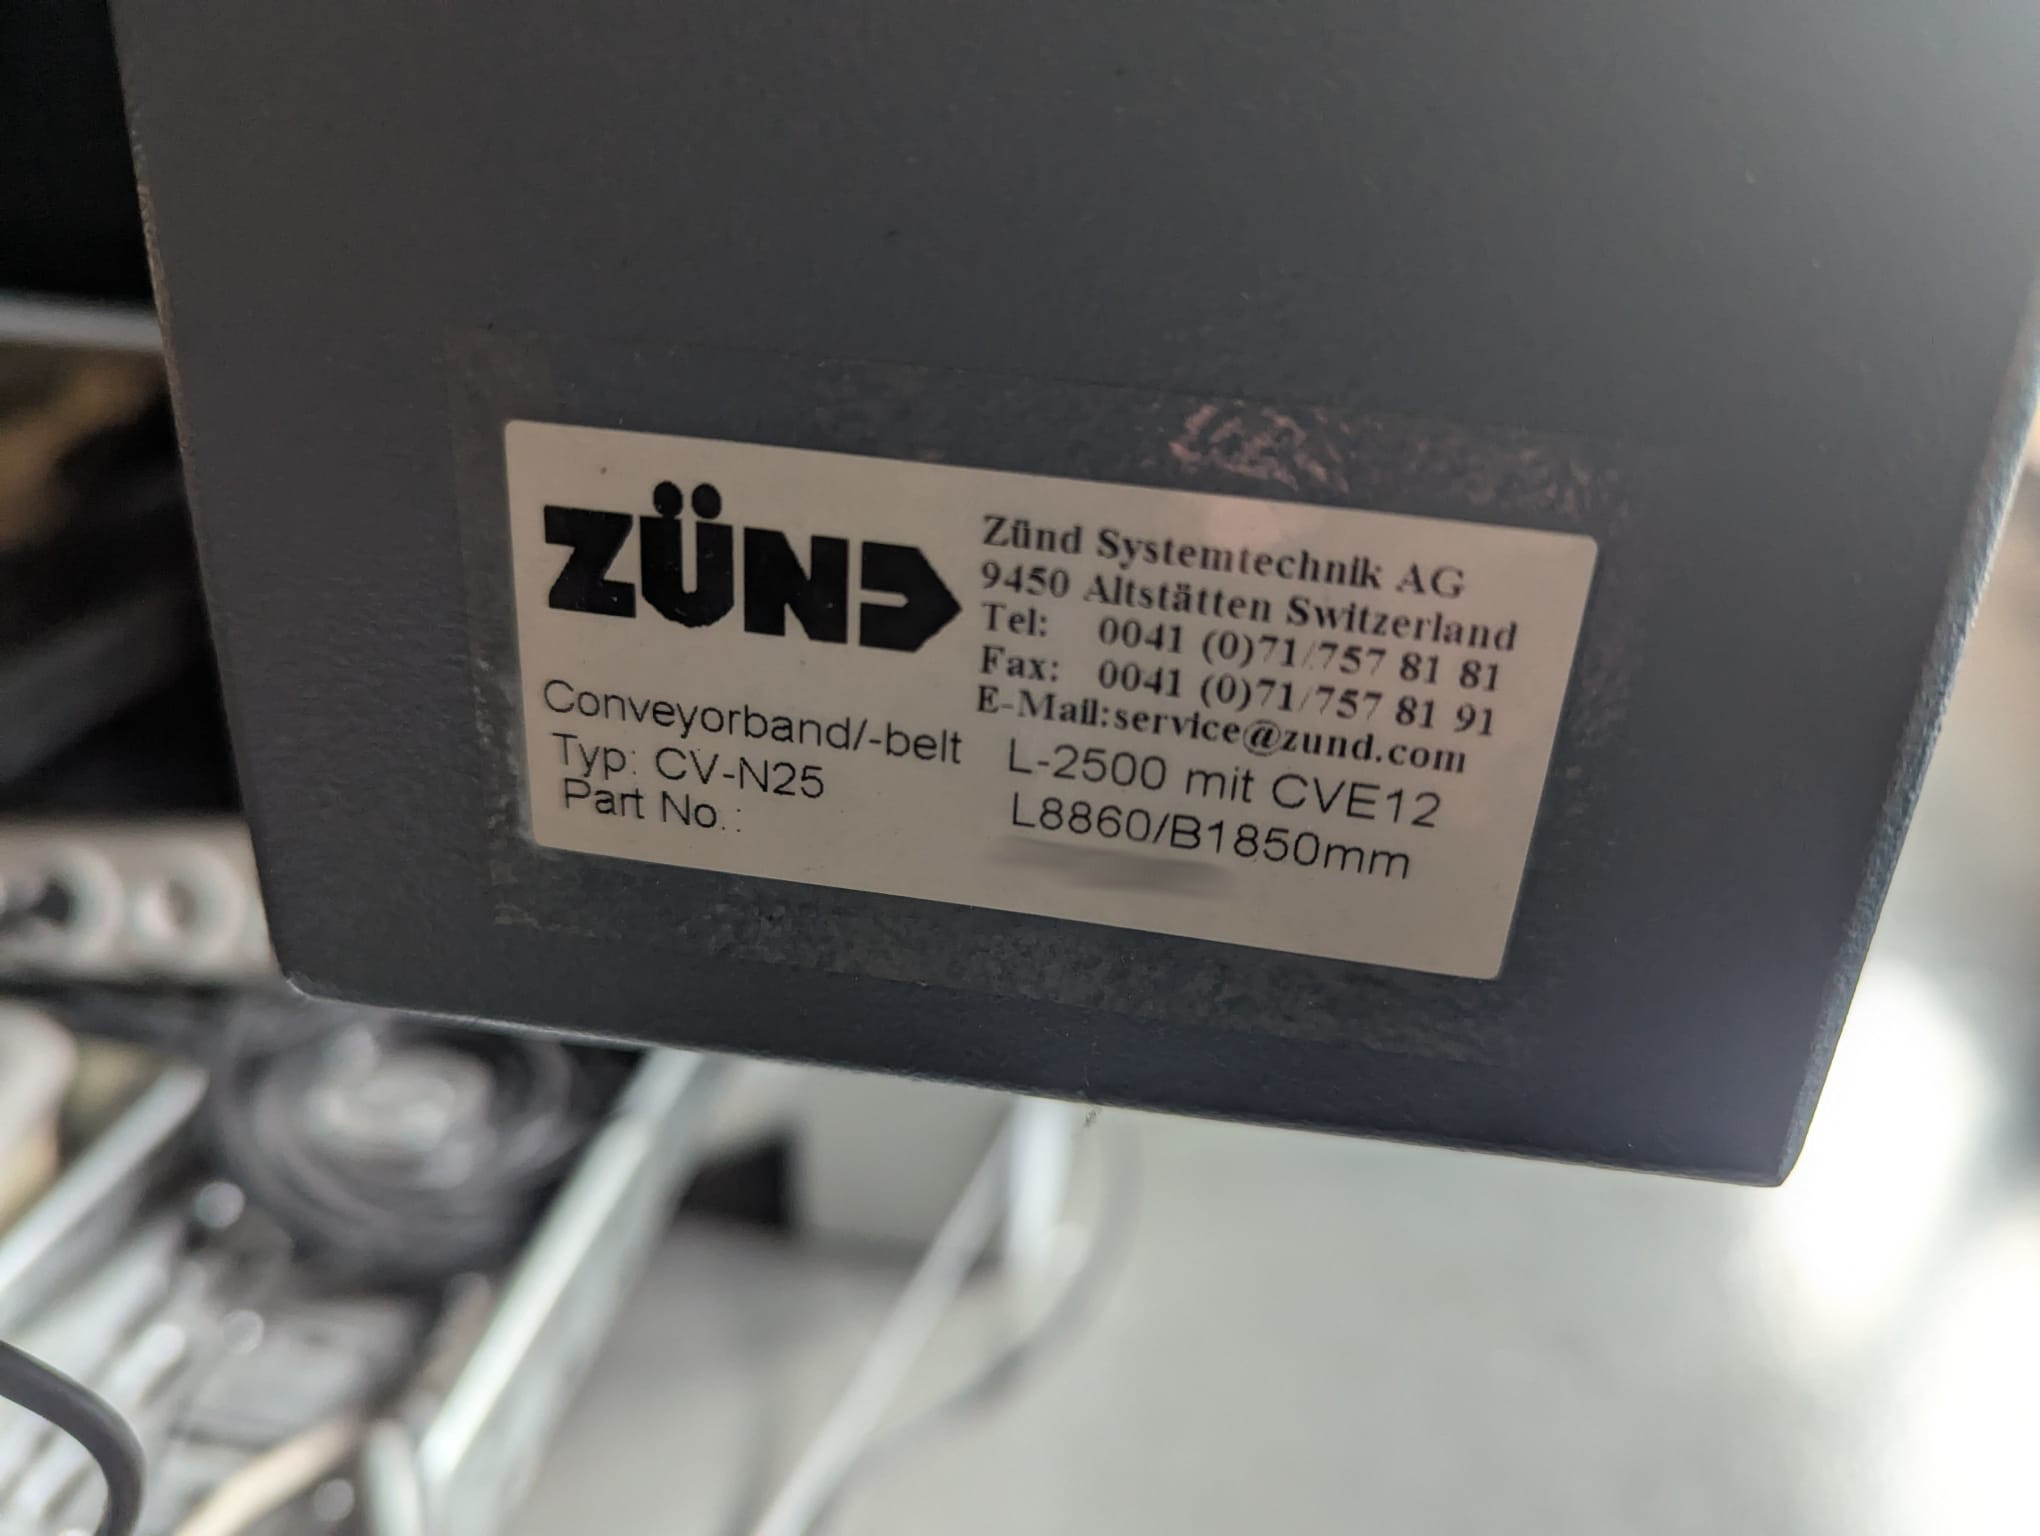 ZÜND
Zünd Systemtechnik AG
9450 Altstätten Switzerland
Tel: 0041 (0)71/757 81 81
Fax: 0041 (0)71/757 81 91
E-Mail:service@zund.com
Conveyorband/-belt L-2500 mit CVE12
Typ: CV-N25 L8860/B1850mm
Part No.: